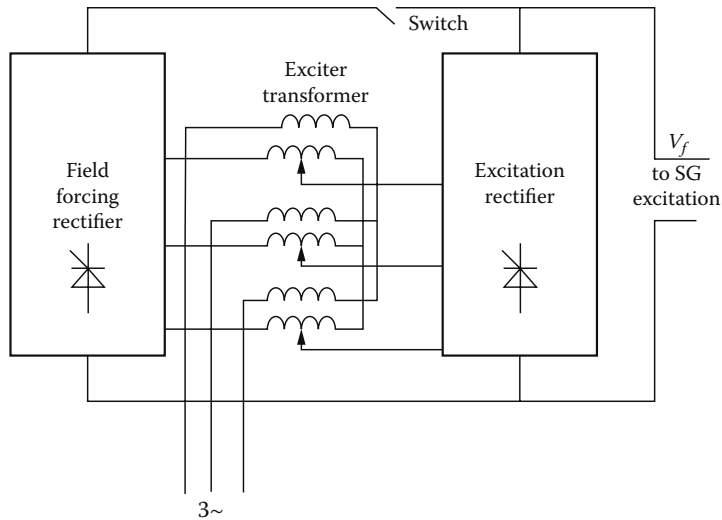 Switch
Exciter
transformer
Field
forcing
rectifier
Excitation
rectifier
V_f
to SG
excitation
3~